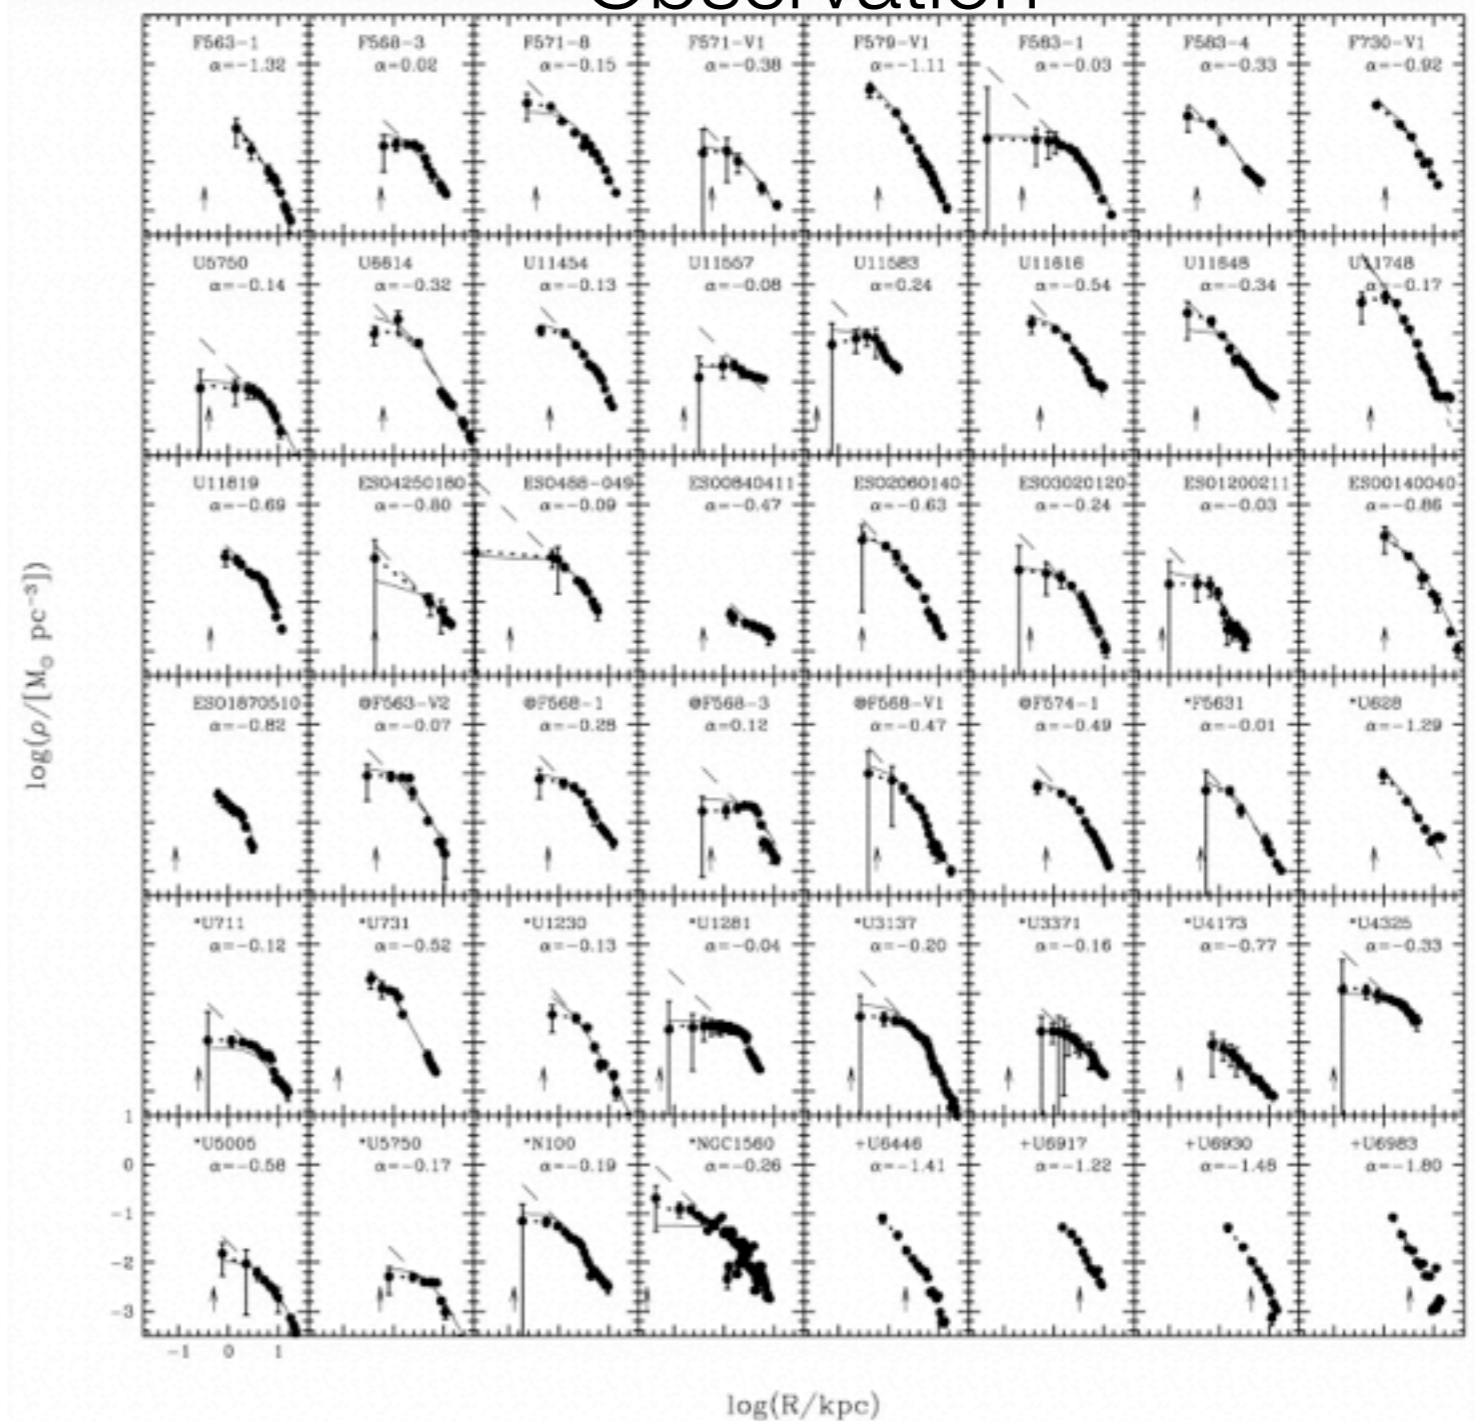 Observation
F563-1 F568-3 F571-8 F571-V1 F579-V1 F583-1 F583-4 F730-V1
α=-1.32 α=0.02 α=-0.15 α=-0.38 α=-1.11 α=-0.03 α=-0.33 α=-0.92
U5750 U6614 U11454 U11557 U11583 U11616 U11648 U11748
α=-0.14 α=-0.32 α=-0.13 α=-0.08 α=0.24 α=-0.54 α=-0.34 α=-0.17
U11819 ESO4250180 ESO488-049 ESO0840411 ESO2060140 ESO3020120 ESO1200211 ESO0140040
α=-0.69 α=-0.80 α=-0.09 α=-0.47 α=-0.63 α=-0.24 α=-0.03 α=-0.86
ESO1870510 @F563-V2 @F568-1 @F568-3 @F568-V1 @F574-1 *F5631 *U628
α=-0.82 α=-0.07 α=-0.28 α=0.12 α=-0.47 α=-0.49 α=-0.01 α=-1.29
*U711 *U731 *U1230 *U1281 *U3137 *U3371 *U4173 *U4325
α=-0.12 α=-0.52 α=-0.13 α=-0.04 α=-0.20 α=-0.16 α=-0.77 α=-0.33
*U5005 *U5750 *N100 *NGC1560 +U6446 +U6917 +U6930 +U6983
α=-0.58 α=-0.17 α=-0.19 α=-0.26 α=-1.41 α=-1.22 α=-1.48 α=-1.80
1
0
-1
-2
-3
-1 0 1
log(ρ/[M⊙ pc⁻³])
log(R/kpc)